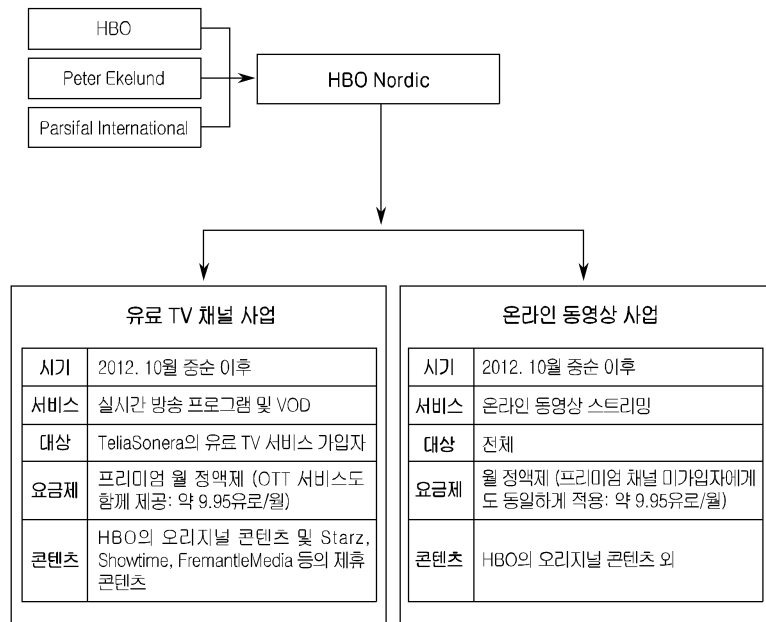 HBO
Peter Ekelund
Parsifal International
HBO Nordic
유료 TV 채널 사업
시기 2012. 10월 중순 이후
서비스 실시간 방송 프로그램 및 VOD
대상 TeliaSonera의 유료 TV 서비스 가입자
요금제 프리미엄 월 정액제 (OTT 서비스도
함께 제공: 약 9.95유로/월)
콘텐츠 HBO의 오리지널 콘텐츠 및 Starz,
Showtime, FremantleMedia 등의 제휴
콘텐츠
온라인 동영상 사업
시기 2012. 10월 중순 이후
서비스 온라인 동영상 스트리밍
대상 전체
요금제 월 정액제 (프리미엄 채널 미가입자에게
도 동일하게 적용: 약 9.95유로/월)
콘텐츠 HBO의 오리지널 콘텐츠 외